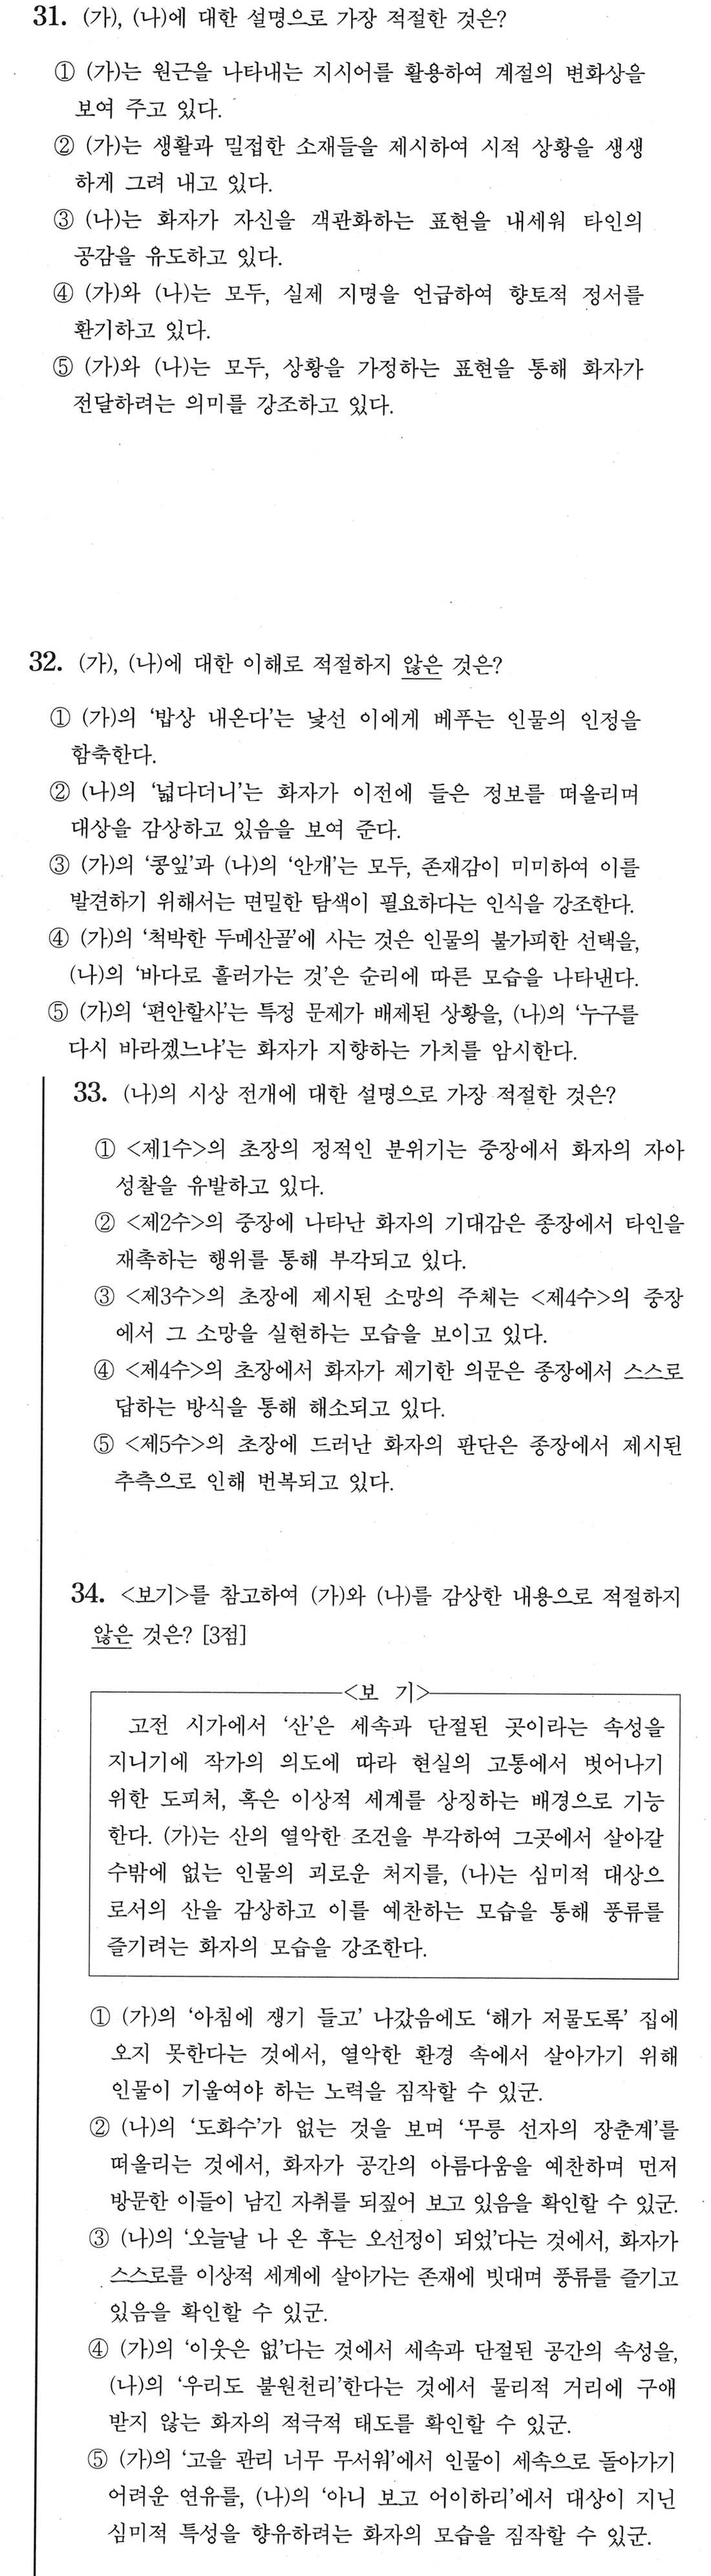 31. (가), (나)에 대한 설명으로 가장 적절한 것은?
① (가)는 원근을 나타내는 지시어를 활용하여 계절의 변화상을
보여 주고 있다.
② (가)는 생활과 밀접한 소재들을 제시하여 시적 상황을 생생
하게 그려 내고 있다.
③ (나)는 화자가 자신을 객관화하는 표현을 내세워 타인의
공감을 유도하고 있다.
④ (가)와 (나)는 모두, 실제 지명을 언급하여 향토적 정서를
환기하고 있다.
⑤ (가)와 (나)는 모두, 상황을 가정하는 표현을 통해 화자가
전달하려는 의미를 강조하고 있다.
32. (가), (나)에 대한 이해로 적절하지 않은 것은?
① (가)의 ‘밥상 내온다’는 낯선 이에게 베푸는 인물의 인정을
함축한다.
② (나)의 ‘넓다더니’는 화자가 이전에 들은 정보를 떠올리며
대상을 감상하고 있음을 보여 준다.
③ (가)의 ‘콩잎’과 (나)의 ‘안개’는 모두, 존재감이 미미하여 이를
발견하기 위해서는 면밀한 탐색이 필요하다는 인식을 강조한다.
④ (가)의 ‘척박한 두메산골’에 사는 것은 인물의 불가피한 선택을,
(나)의 ‘바다로 흘러가는 것’은 순리에 따른 모습을 나타낸다.
⑤ (가)의 ‘편안할사’는 특정 문제가 배제된 상황을, (나)의 ‘누구를
다시 바라겠느냐’는 화자가 지향하는 가치를 암시한다.
33. (나)의 시상 전개에 대한 설명으로 가장 적절한 것은?
① <제1수>의 초장의 정적인 분위기는 중장에서 화자의 자아
성찰을 유발하고 있다.
② <제2수>의 중장에 나타난 화자의 기대감은 종장에서 타인을
재촉하는 행위를 통해 부각되고 있다.
③ <제3수>의 초장에 제시된 소망의 주체는 <제4수>의 중장
에서 그 소망을 실현하는 모습을 보이고 있다.
④ <제4수>의 초장에서 화자가 제기한 의문은 종장에서 스스로
답하는 방식을 통해 해소되고 있다.
⑤ <제5수>의 초장에 드러난 화자의 판단은 종장에서 제시된
추측으로 인해 번복되고 있다.
34. <보기>를 참고하여 (가)와 (나)를 감상한 내용으로 적절하지
않은 것은? [3점]
<보 기>
고전 시가에서 ‘산’은 세속과 단절된 곳이라는 속성을
지니기에 작가의 의도에 따라 현실의 고통에서 벗어나기
위한 도피처, 혹은 이상적 세계를 상징하는 배경으로 기능
한다. (가)는 산의 열악한 조건을 부각하여 그곳에서 살아갈
수밖에 없는 인물의 괴로운 처지를, (나)는 심미적 대상으
로서의 산을 감상하고 이를 예찬하는 모습을 통해 풍류를
즐기려는 화자의 모습을 강조한다.
① (가)의 ‘아침에 쟁기 들고’ 나갔음에도 ‘해가 저물도록’ 집에
오지 못한다는 것에서, 열악한 환경 속에서 살아가기 위해
인물이 기울여야 하는 노력을 짐작할 수 있군.
② (나)의 ‘도화수’가 없는 것을 보며 ‘무릉 선자의 장춘계’를
떠올리는 것에서, 화자가 공간의 아름다움을 예찬하며 먼저
방문한 이들이 남긴 자취를 되짚어 보고 있음을 확인할 수 있군.
③ (나)의 ‘오늘날 나 온 후는 오선정이 되었’다는 것에서, 화자가
스스로를 이상적 세계에 살아가는 존재에 빗대며 풍류를 즐기고
있음을 확인할 수 있군.
④ (가)의 ‘이웃은 없’다는 것에서 세속과 단절된 공간의 속성을,
(나)의 ‘우리도 불원천리’한다는 것에서 물리적 거리에 구애
받지 않는 화자의 적극적 태도를 확인할 수 있군.
⑤ (가)의 ‘고을 관리 너무 무서워’에서 인물이 세속으로 돌아가기
어려운 연유를, (나)의 ‘아니 보고 어이하리’에서 대상이 지닌
심미적 특성을 향유하려는 화자의 모습을 짐작할 수 있군.